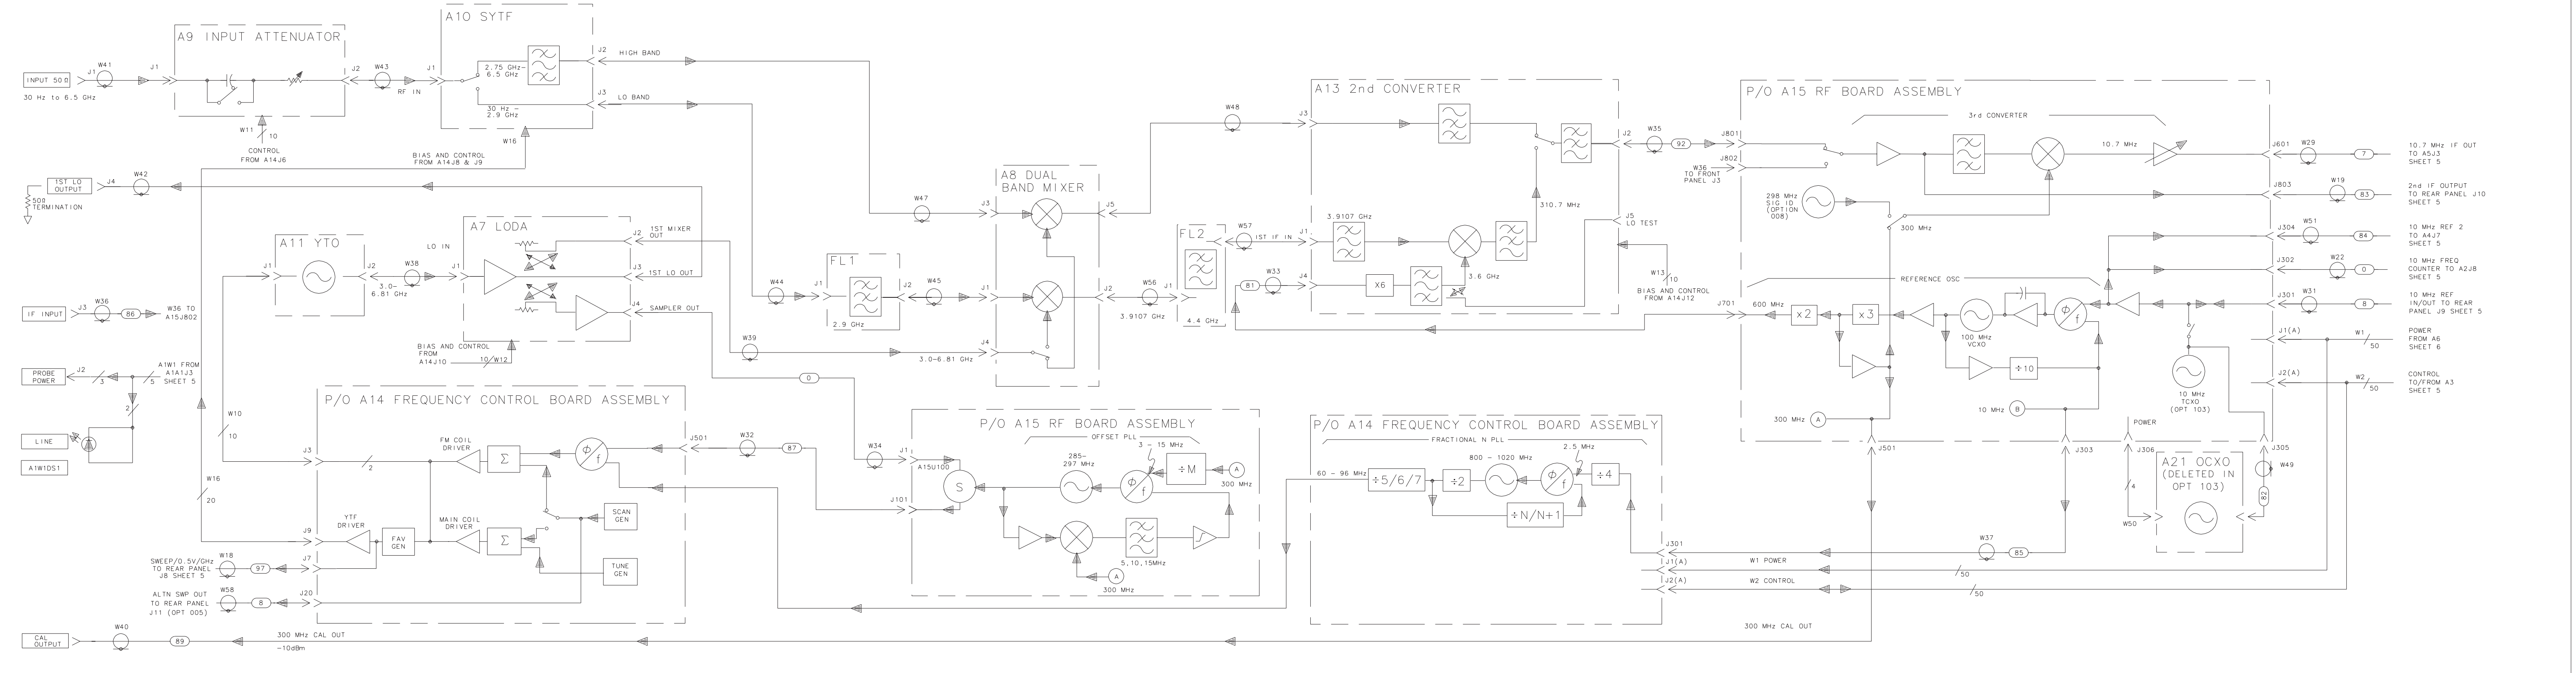 A9 INPUT ATTENUATOR
INPUT 50Ω
30 Hz to 6.5 GHz
J1
W41
J1
J2
W11
10
CONTROL
FROM A14J6
W43
RF IN
A10 SYTF
J1
2.75 GHz-
6.5 GHz
30 Hz -
2.9 GHz
J2
HIGH BAND
J3
LO BAND
W16
BIAS AND CONTROL
FROM A14J8 & J9
1ST LO
OUTPUT
J4
W42
50Ω
TERMINATION
A11 YTO
J1
J2
W38
3.0-
6.81 GHz
LO IN
A7 LODA
J1
J2
1ST MIXER
OUT
J3
1ST LO OUT
J4
SAMPLER OUT
BIAS AND CONTROL
FROM
A14J10
10
W12
IF INPUT
J3
W36
86
W36 TO
A15J802
PROBE
POWER
J2
3
5
A1W1 FROM
A1A1J3
SHEET 5
2
LINE
A1W1DS1
W10
10
W16
20
W47
W44
W39
FL1
J1
J2
2.9 GHz
W45
A8 DUAL
BAND MIXER
J3
J5
J1
J2
J4
3.0-6.81 GHz
W56
3.9107 GHz
FL2
J1
4.4 GHz
W48
W57
1ST IF IN
81
W33
A13 2nd CONVERTER
J3
J1
J4
3.9107 GHz
X6
3.6 GHz
310.7 MHz
J2
J5
LO TEST
W13
10
BIAS AND CONTROL
FROM A14J12
W35
92
P/O A15 RF BOARD ASSEMBLY
J801
J802
W36
TO FRONT
PANEL J3
3rd CONVERTER
10.7 MHz
298 MHz
SIG ID
(OPTION
008)
300 MHz
REFERENCE OSC
J701
600 MHz
x2
x3
100 MHz
VCXO
÷10
ϕ
f
10 MHz
TCXO
(OPT 103)
300 MHz
A
10 MHz
B
J501
J303
J601
W29
7
10.7 MHz IF OUT
TO A5J3
SHEET 5
J803
W19
83
2nd IF OUTPUT
TO REAR PANEL J10
SHEET 5
J304
W51
84
10 MHz REF 2
TO A4J7
SHEET 5
J302
W22
0
10 MHz FREQ
COUNTER TO A2J8
SHEET 5
J301
W31
8
10 MHz REF
IN/OUT TO REAR
PANEL J9 SHEET 5
J1(A)
W1
50
POWER
FROM A6
SHEET 6
J2(A)
W2
50
CONTROL
TO/FROM A3
SHEET 5
POWER
J306
J305
A21 OCXO
(DELETED IN
OPT 103)
4
W50
W49
82
P/O A14 FREQUENCY CONTROL BOARD ASSEMBLY
J3
2
FM COIL
DRIVER
Σ
ϕ
f
J501
W32
87
J9
YTF
DRIVER
FAV
GEN
MAIN COIL
DRIVER
Σ
SCAN
GEN
TUNE
GEN
SWEEP/0.5V/GHz
TO REAR PANEL
J8 SHEET 5
W18
97
J7
ALTN SWP OUT
TO REAR PANEL
J11 (OPT 005)
W58
8
J20
CAL
OUTPUT
W40
89
300 MHz CAL OUT
-10dBm
0
W34
P/O A15 RF BOARD ASSEMBLY
OFFSET PLL
J1
A15U100
S
J101
285-
297 MHz
3 - 15 MHz
ϕ
f
÷M
A
300 MHz
5,10,15MHz
A
300 MHz
P/O A14 FREQUENCY CONTROL BOARD ASSEMBLY
FRACTIONAL N PLL
60 - 96 MHz
÷5/6/7
÷2
800 - 1020 MHz
2.5 MHz
ϕ
f
÷4
÷N/N+1
J301
J1(A)
J2(A)
W37
85
W1 POWER
50
W2 CONTROL
50
300 MHz CAL OUT